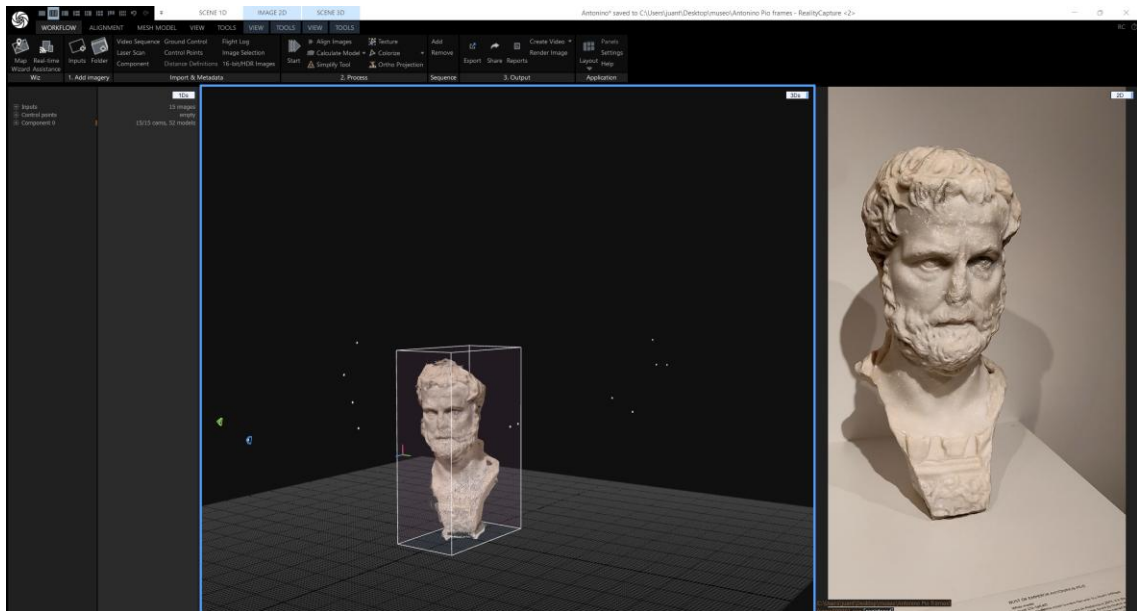 SCENE 1D IMAGE 2D SCENE 3D Antonino* saved to C:\Users\juant\Desktop\museo\Antonino Pio frames - RealityCapture <2>
WORKFLOW ALIGNMENT MESH MODEL VIEW TOOLS VIEW TOOLS VIEW TOOLS RC
Video Sequence Ground Control Flight Log Align Images Texture Add Create Video Panels
Map Real-time Inputs Folder Laser Scan Control Points Image Selection Start Calculate Model Colorize Remove Export Share Reports Render Image Layout Settings
Wizard Assistance Component Distance Definitions 16-bit/HDR Images Simplify Tool Ortho Projection Help
Wiz 1. Add imagery Import & Metadata 2. Process Sequence 3. Output Application
1Ds 3Ds 2D
Inputs 15 images
Control points empty
Component 0 15/15 cams, 32 models